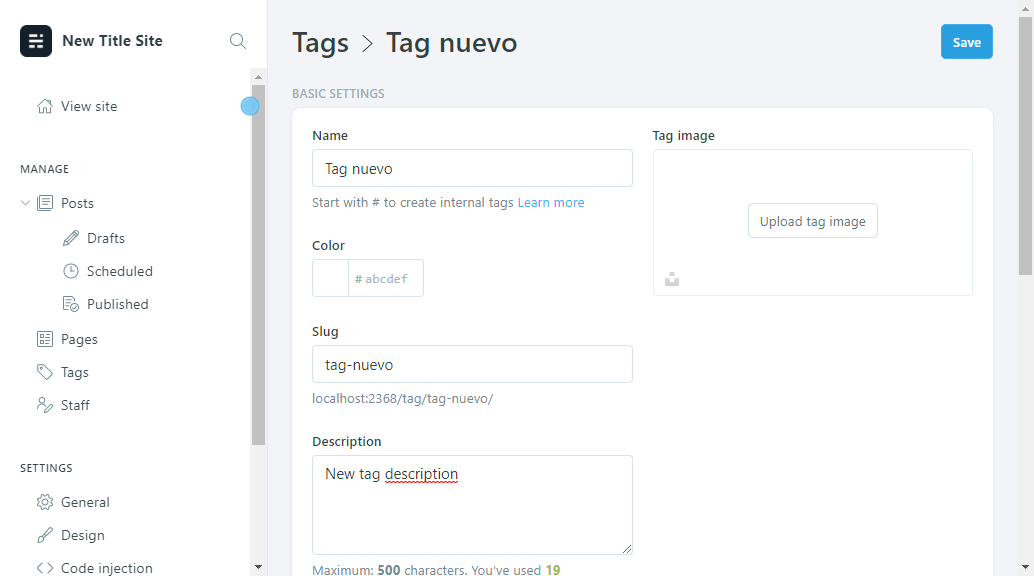 New Title Site
View site
MANAGE
Posts
Drafts
Scheduled
Published
Pages
Tags
Staff
SETTINGS
General
Design
Code injection
Tags > Tag nuevo
Save
BASIC SETTINGS
Name
Tag nuevo
Start with # to create internal tags Learn more
Color
# abcdef
Slug
tag-nuevo
localhost:2368/tag/tag-nuevo/
Description
New tag description
Maximum: 500 characters. You've used 19
Tag image
Upload tag image